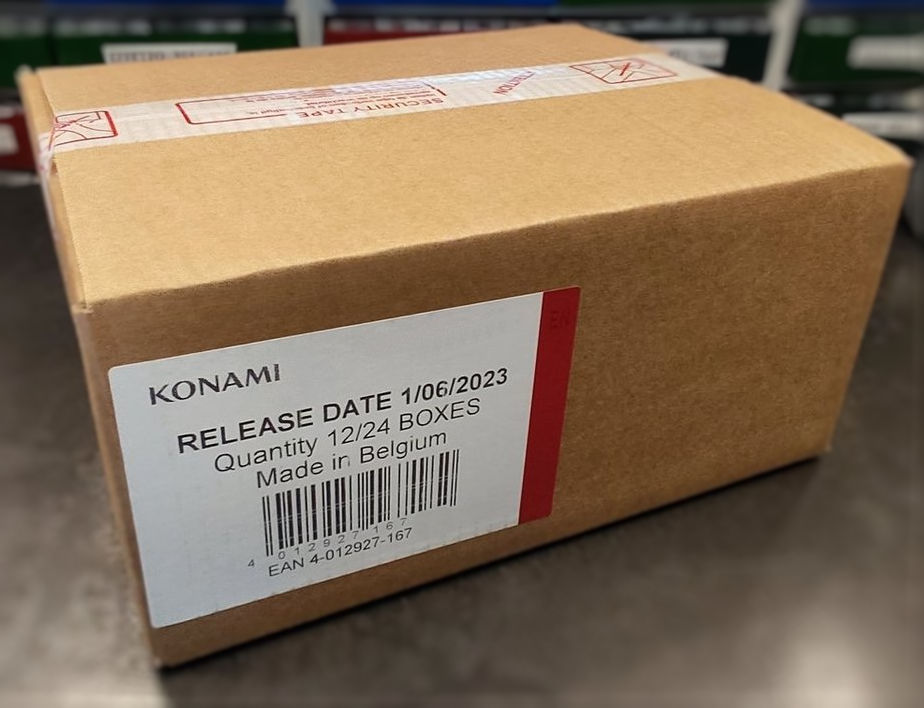 SECURITY TAPE
KONAMI
RELEASE DATE 1/06/2023
Quantity 12/24 BOXES
Made in Belgium
4 012927 167
EAN 4-012927-167
EN